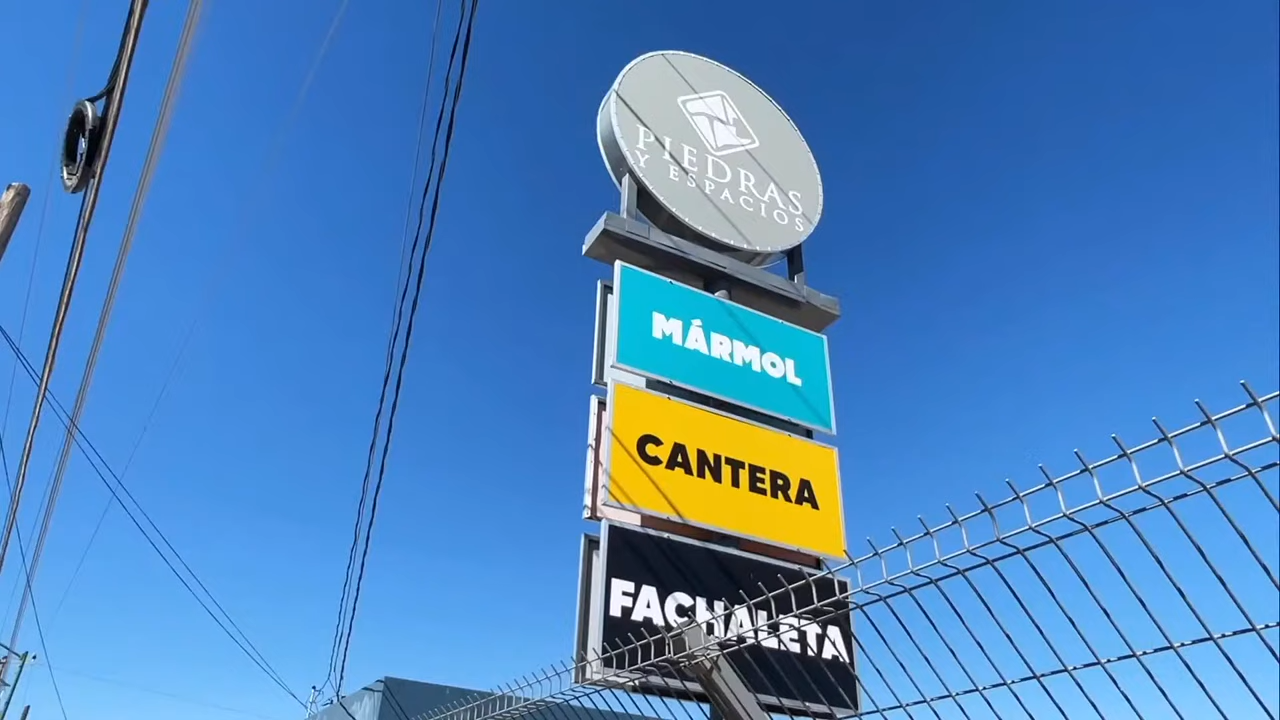 PIEDRAS
Y ESPACIOS
MÁRMOL
CANTERA
FACHALETA